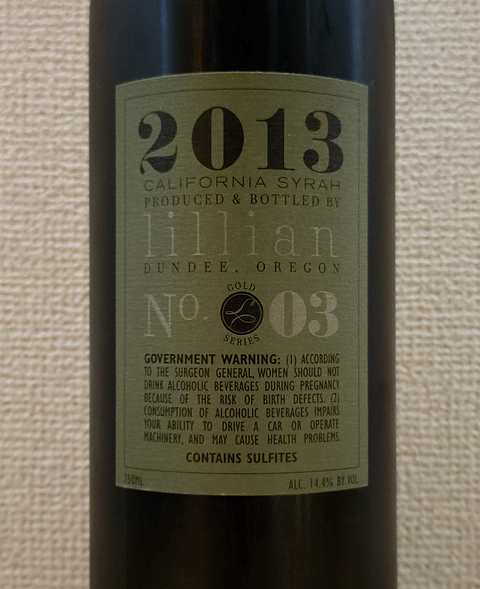 2013
CALIFORNIA SYRAH
PRODUCED & BOTTLED BY
lillian
DUNDEE, OREGON
GOLD
No. 03
SERIES
GOVERNMENT WARNING: (1) ACCORDING
TO THE SURGEON GENERAL, WOMEN SHOULD NOT
DRINK ALCOHOLIC BEVERAGES DURING PREGNANCY
BECAUSE OF THE RISK OF BIRTH DEFECTS. (2)
CONSUMPTION OF ALCOHOLIC BEVERAGES IMPAIRS
YOUR ABILITY TO DRIVE A CAR OR OPERATE
MACHINERY, AND MAY CAUSE HEALTH PROBLEMS.
CONTAINS SULFITES
750ML
ALC. 14.4% BY VOL.